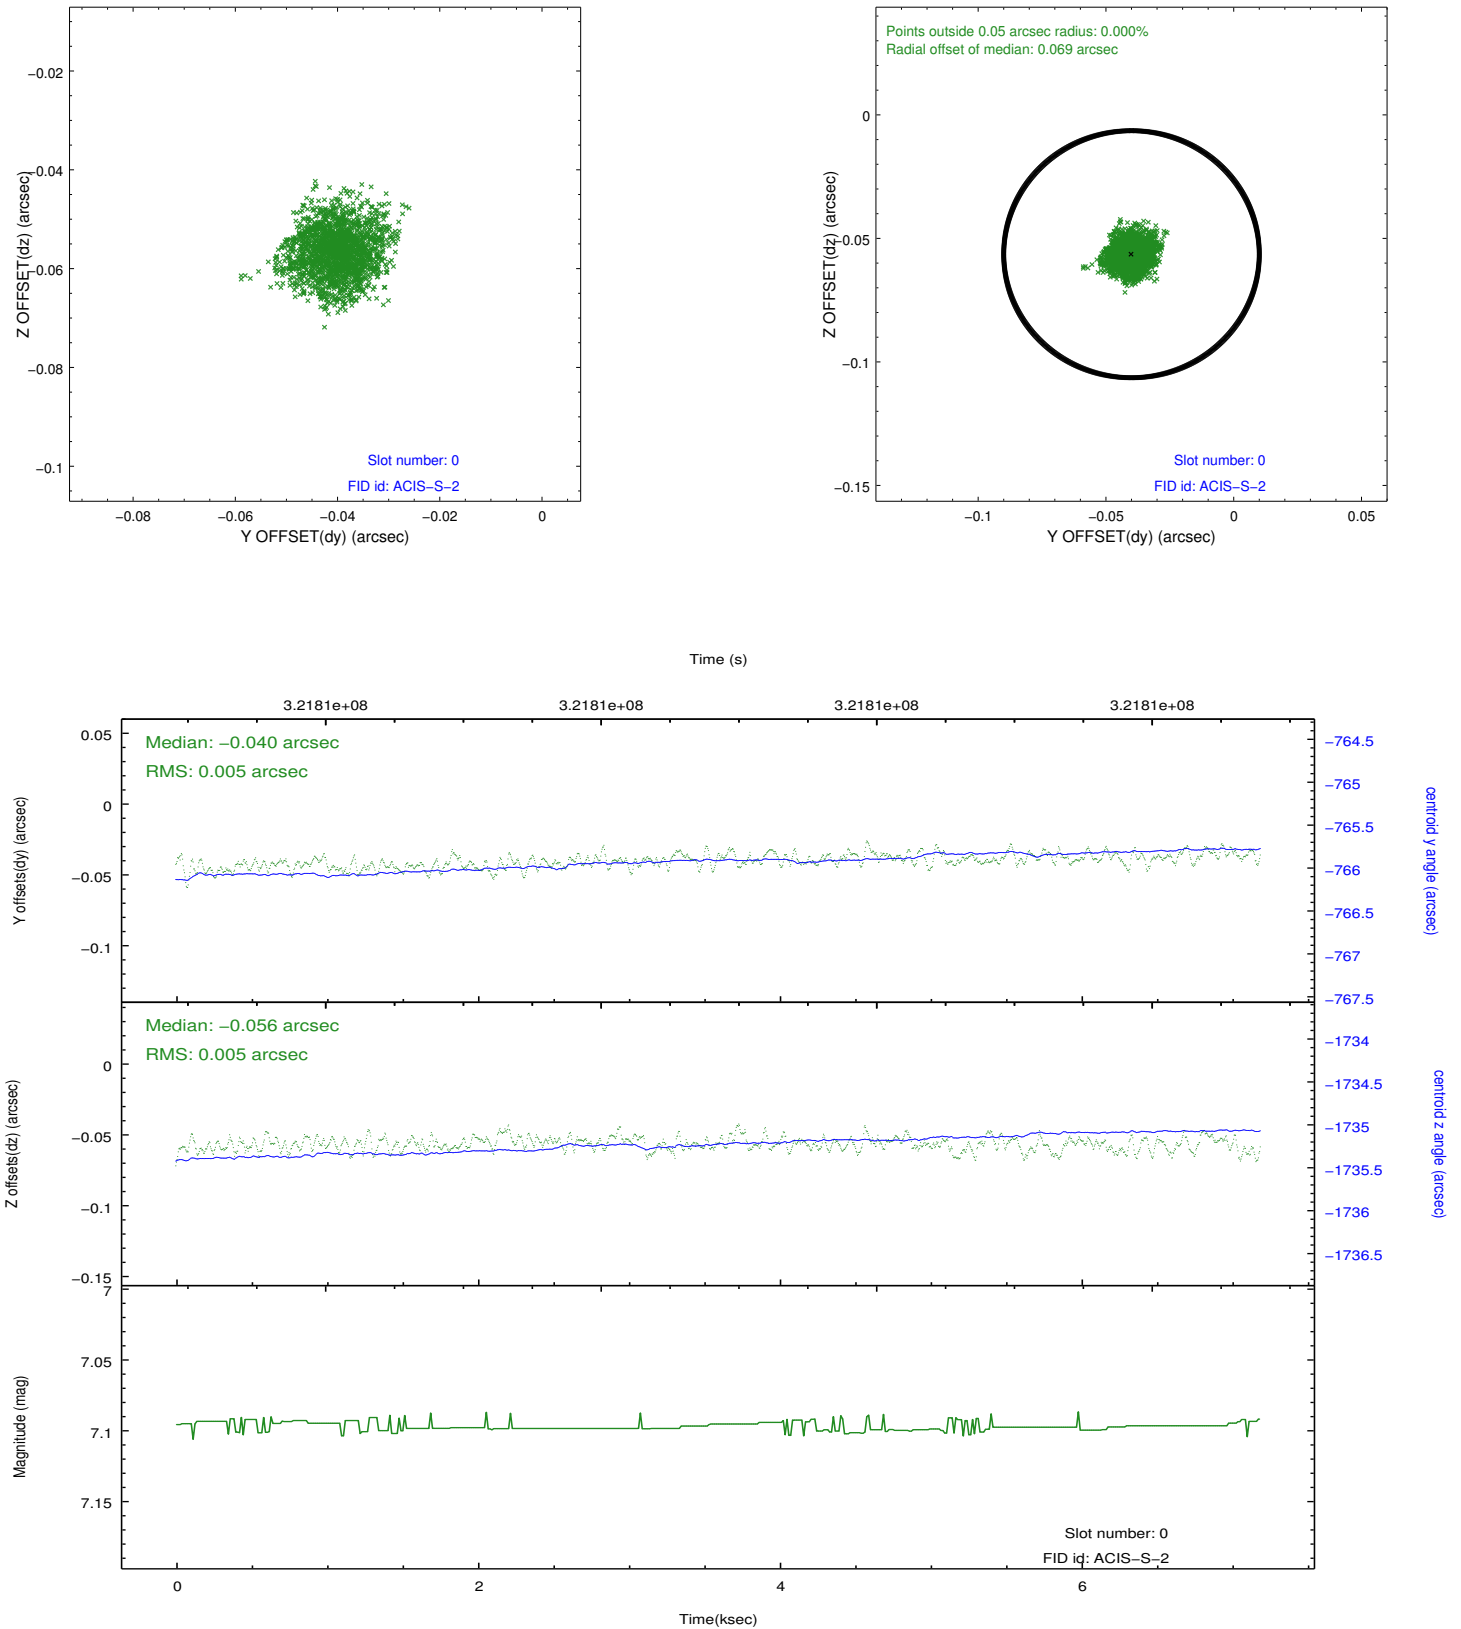 −0.02
−0.04
−0.06
−0.08
−0.1
Z OFFSET(dz) (arcsec)
Slot number: 0
FID id: ACIS−S−2
−0.08
−0.06
−0.04
−0.02
0
Y OFFSET(dy) (arcsec)
Points outside 0.05 arcsec radius: 0.000%
Radial offset of median: 0.069 arcsec
0
−0.05
−0.1
−0.15
Z OFFSET(dz) (arcsec)
Slot number: 0
FID id: ACIS−S−2
−0.1
−0.05
0
0.05
Y OFFSET(dy) (arcsec)
Time (s)
3.2181e+08
3.2181e+08
3.2181e+08
3.2181e+08
Median: −0.040 arcsec
RMS: 0.005 arcsec
0.05
0
−0.05
−0.1
Y offsets(dy) (arcsec)
−764.5
−765
−765.5
−766
−766.5
−767
−767.5
centroid y angle (arcsec)
Median: −0.056 arcsec
RMS: 0.005 arcsec
0
−0.05
−0.1
−0.15
Z offsets(dz) (arcsec)
−1734
−1734.5
−1735
−1735.5
−1736
−1736.5
centroid z angle (arcsec)
7
7.05
7.1
7.15
Magnitude (mag)
Slot number: 0
FID id: ACIS−S−2
0
2
4
6
Time(ksec)